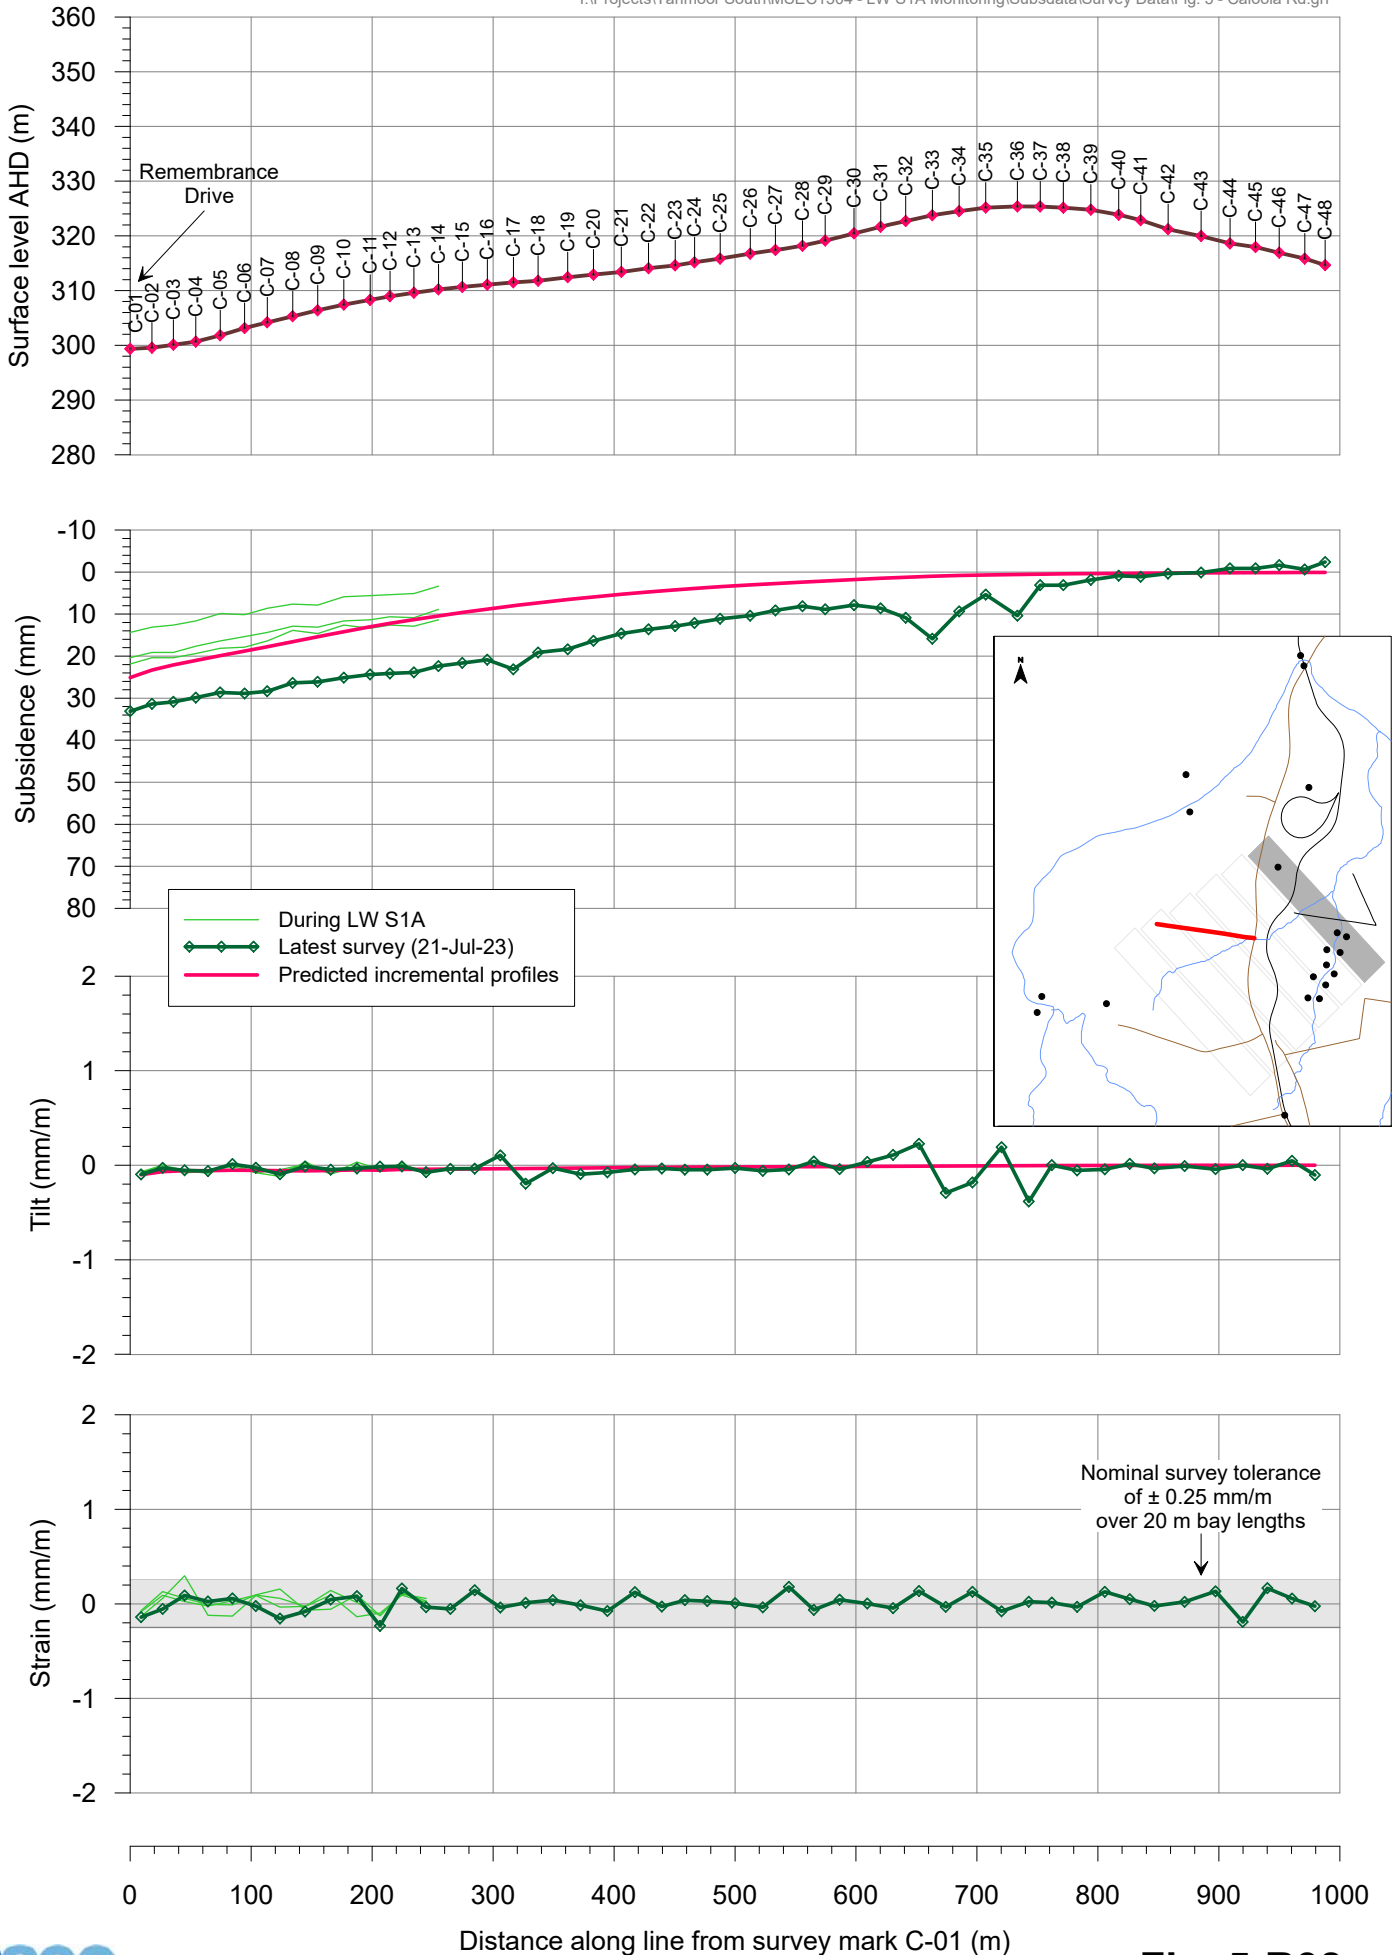 360
350
340
330
320
310
300
290
280
Surface level AHD (m)
Remembrance
Drive
C-01
C-02
C-03
C-04
C-05
C-06
C-07
C-08
C-09
C-10
C-11
C-12
C-13
C-14
C-15
C-16
C-17
C-18
C-19
C-20
C-21
C-22
C-23
C-24
C-25
C-26
C-27
C-28
C-29
C-30
C-31
C-32
C-33
C-34
C-35
C-36
C-37
C-38
C-39
C-40
C-41
C-42
C-43
C-44
C-45
C-46
C-47
C-48
-10
0
10
20
30
40
50
60
70
80
Subsidence (mm)
N
During LW S1A
Latest survey (21-Jul-23)
Predicted incremental profiles
2
1
0
-1
-2
Tilt (mm/m)
2
1
0
-1
-2
Strain (mm/m)
Nominal survey tolerance
of ± 0.25 mm/m
over 20 m bay lengths
0
100
200
300
400
500
600
700
800
900
1000
Distance along line from survey mark C-01 (m)